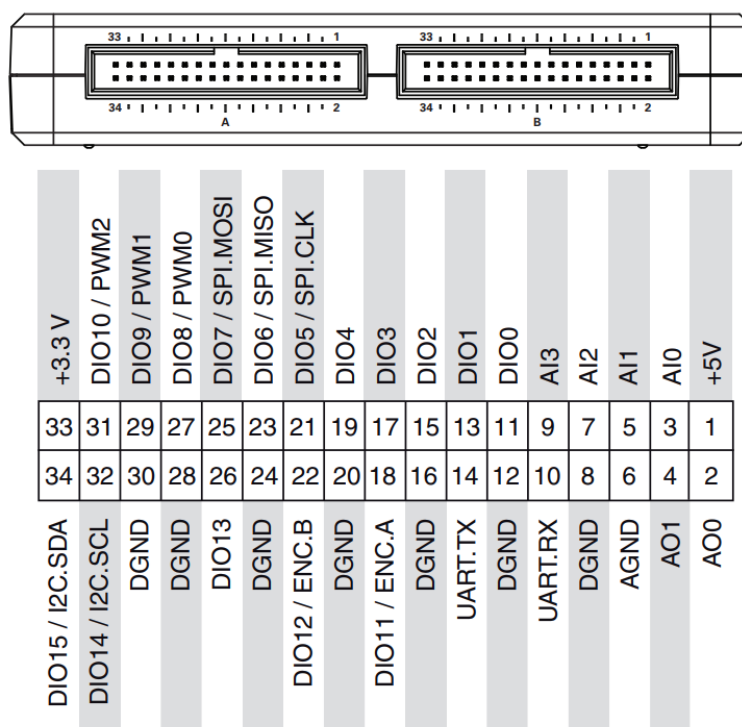 33 1 33 1
34 2 34 2
A B
+3.3 V
DIO10 / PWM2
DIO9 / PWM1
DIO8 / PWM0
DIO7 / SPI.MOSI
DIO6 / SPI.MISO
DIO5 / SPI.CLK
DIO4
DIO3
DIO2
DIO1
DIO0
AI3
AI2
AI1
AI0
+5V
33 31 29 27 25 23 21 19 17 15 13 11 9 7 5 3 1
34 32 30 28 26 24 22 20 18 16 14 12 10 8 6 4 2
DIO15 / I2C.SDA
DIO14 / I2C.SCL
DGND
DGND
DIO13
DGND
DIO12 / ENC.B
DGND
DIO11 / ENC.A
DGND
UART.TX
DGND
UART.RX
DGND
AGND
AO1
AO0